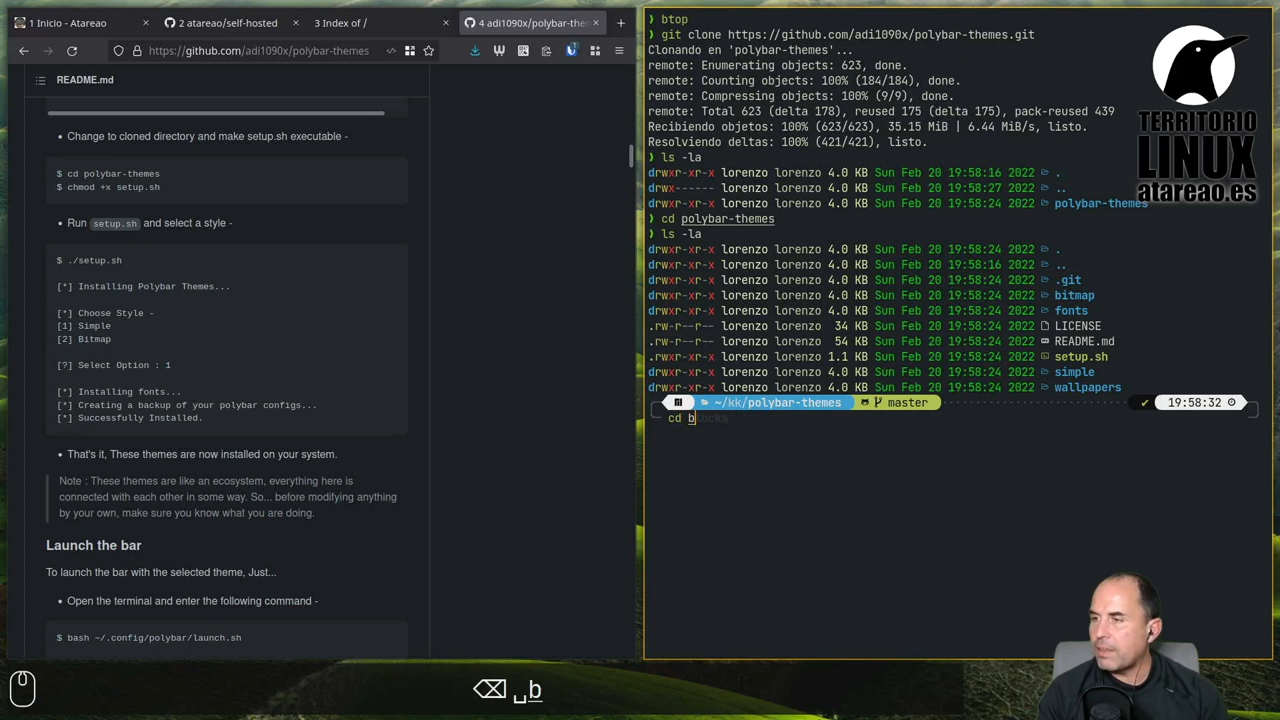 1 Inicio - Atareao
2 atareao/self-hosted
3 Index of /
4 adi1090x/polybar-them
https://github.com/adi1090x/polybar-themes
README.md
Change to cloned directory and make setup.sh executable -
$ cd polybar-themes
$ chmod +x setup.sh
Run setup.sh and select a style -
$ ./setup.sh
[*] Installing Polybar Themes...
[*] Choose Style -
[1] Simple
[2] Bitmap
[?] Select Option : 1
[*] Installing fonts...
[*] Creating a backup of your polybar configs...
[*] Successfully Installed.
That's it, These themes are now installed on your system.
Note : These themes are like an ecosystem, everything here is
connected with each other in some way. So... before modifying anything
by your own, make sure you know what you are doing.
Launch the bar
To launch the bar with the selected theme, Just...
Open the terminal and enter the following command -
$ bash ~/.config/polybar/launch.sh
❯ btop
❯ git clone https://github.com/adi1090x/polybar-themes.git
Clonando en 'polybar-themes'...
remote: Enumerating objects: 623, done.
remote: Counting objects: 100% (184/184), done.
remote: Compressing objects: 100% (9/9), done.
remote: Total 623 (delta 178), reused 175 (delta 175), pack-reused 439
Recibiendo objetos: 100% (623/623), 35.15 MiB | 6.44 MiB/s, listo.
Resolviendo deltas: 100% (421/421), listo.
❯ ls -la
drwxr-xr-x lorenzo lorenzo 4.0 KB Sun Feb 20 19:58:16 2022 .
drwx------ lorenzo lorenzo 4.0 KB Sun Feb 20 19:58:27 2022 ..
drwxr-xr-x lorenzo lorenzo 4.0 KB Sun Feb 20 19:58:24 2022 polybar-themes
❯ cd polybar-themes
❯ ls -la
drwxr-xr-x lorenzo lorenzo 4.0 KB Sun Feb 20 19:58:24 2022 .
drwxr-xr-x lorenzo lorenzo 4.0 KB Sun Feb 20 19:58:16 2022 ..
drwxr-xr-x lorenzo lorenzo 4.0 KB Sun Feb 20 19:58:24 2022 .git
drwxr-xr-x lorenzo lorenzo 4.0 KB Sun Feb 20 19:58:24 2022 bitmap
drwxr-xr-x lorenzo lorenzo 4.0 KB Sun Feb 20 19:58:24 2022 fonts
.rw-r--r-- lorenzo lorenzo 34 KB Sun Feb 20 19:58:24 2022 LICENSE
.rw-r--r-- lorenzo lorenzo 54 KB Sun Feb 20 19:58:24 2022 README.md
.rwxr-xr-x lorenzo lorenzo 1.1 KB Sun Feb 20 19:58:24 2022 setup.sh
drwxr-xr-x lorenzo lorenzo 4.0 KB Sun Feb 20 19:58:24 2022 simple
drwxr-xr-x lorenzo lorenzo 4.0 KB Sun Feb 20 19:58:24 2022 wallpapers
~/kk/polybar-themes master ✔ 19:58:32
cd blocks
TERRITORIO
LINUX
atareao.es
⌫ ␣b